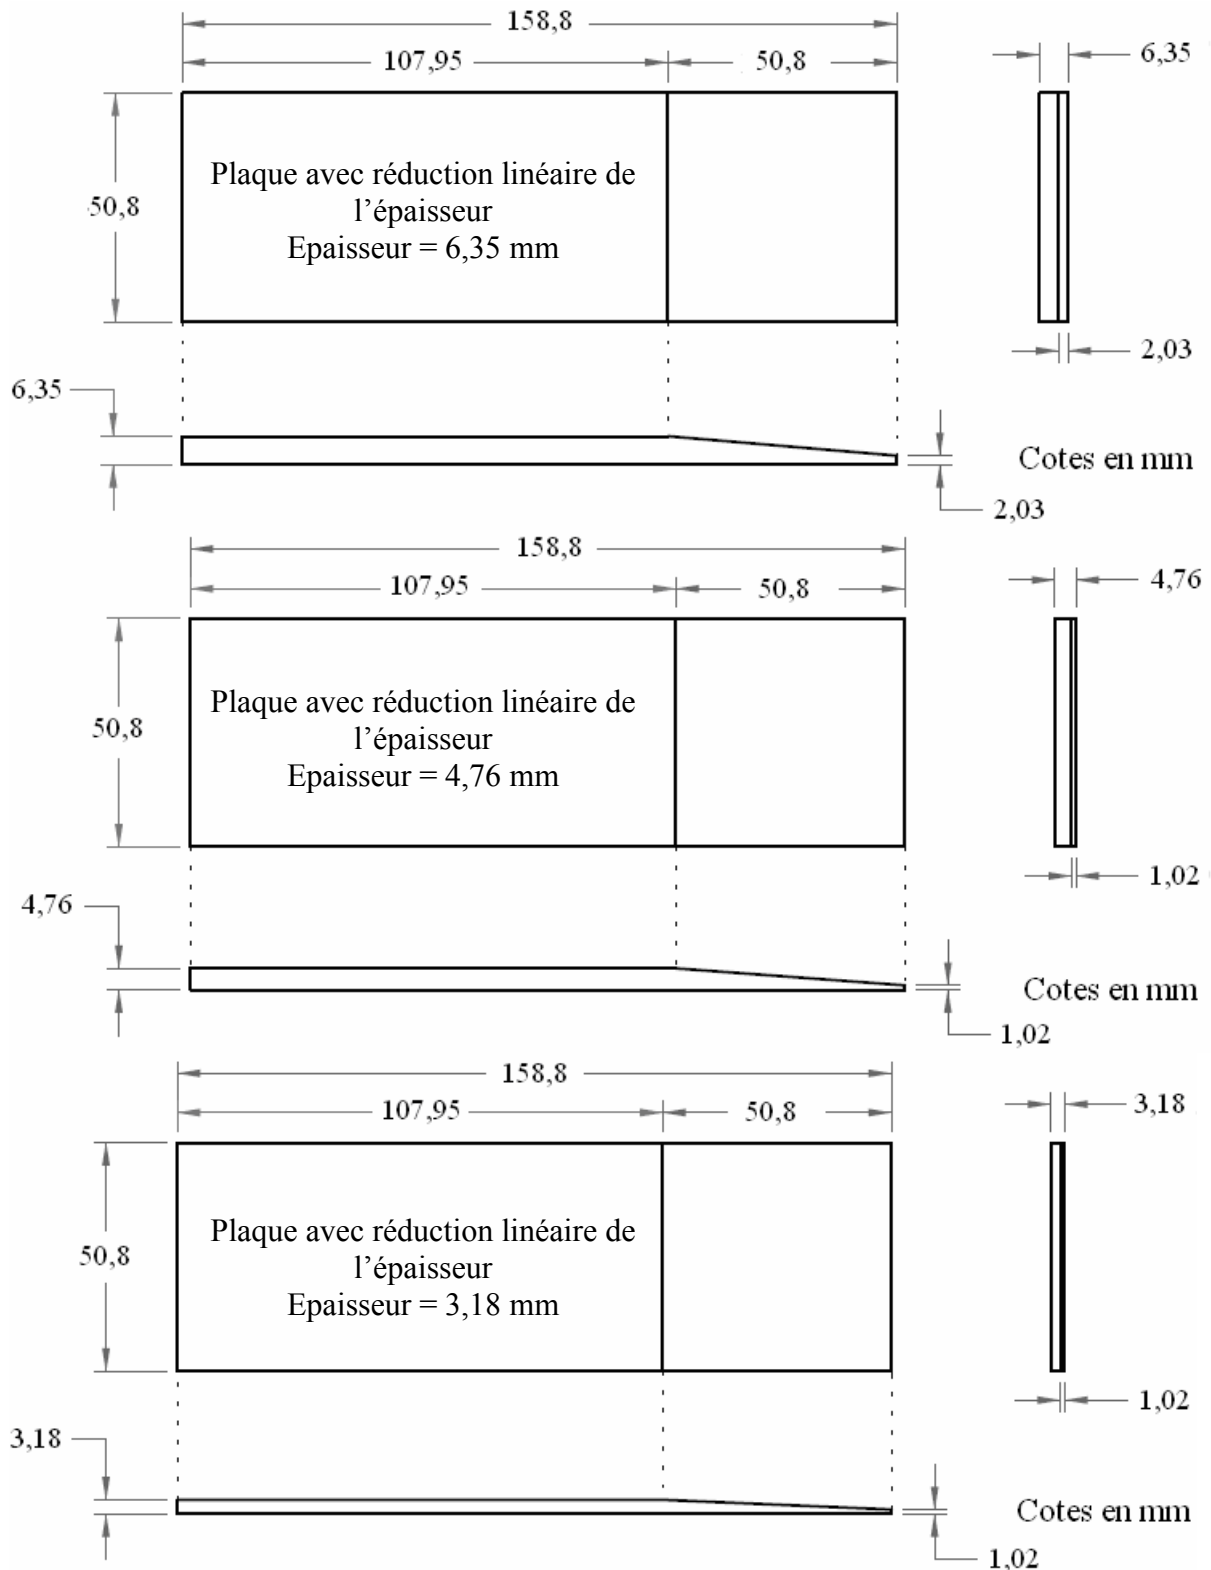 158,8
107,95 50,8 6,35
50,8
Plaque avec réduction linéaire de
l’épaisseur
Epaisseur = 6,35 mm
2,03
6,35
Cotes en mm
2,03
158,8
107,95 50,8 4,76
50,8
Plaque avec réduction linéaire de
l’épaisseur
Epaisseur = 4,76 mm
1,02
4,76
Cotes en mm
1,02
158,8
107,95 50,8 3,18
50,8
Plaque avec réduction linéaire de
l’épaisseur
Epaisseur = 3,18 mm
1,02
3,18
Cotes en mm
1,02